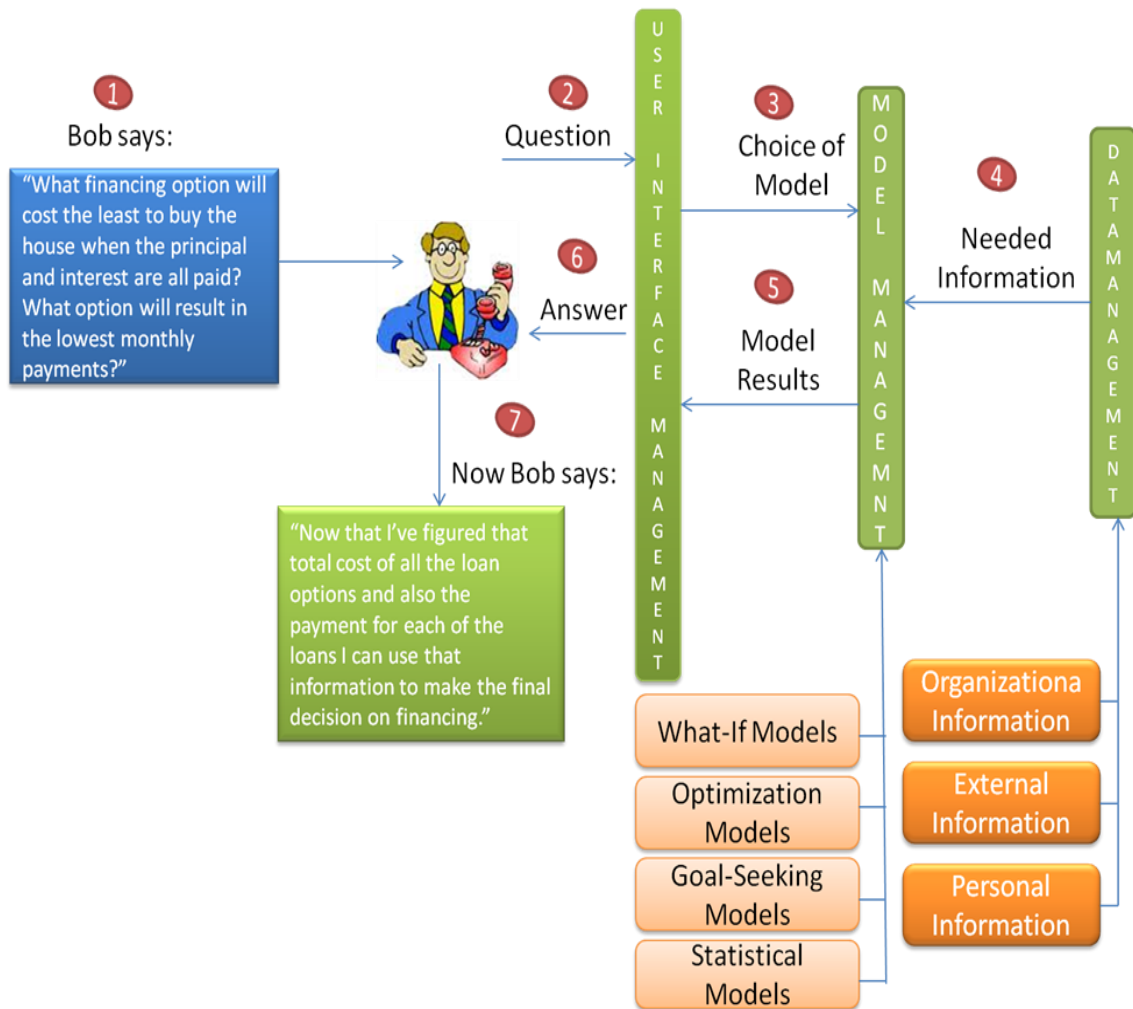 1
Bob says:
“What financing option will
cost the least to buy the
house when the principal
and interest are all paid?
What option will result in
the lowest monthly
payments?”
2
Question
6
Answer
7
Now Bob says:
“Now that I’ve figured that
total cost of all the loan
options and also the
payment for each of the
loans I can use that
information to make the final
decision on financing.”
USER INTERFACE MANAGEMENT
3
Choice of
Model
5
Model
Results
MODEL MANAGEMNT
4
Needed
Information
DATAMANAGEMENT
What-If Models
Optimization
Models
Goal-Seeking
Models
Statistical
Models
Organizationa
Information
External
Information
Personal
Information